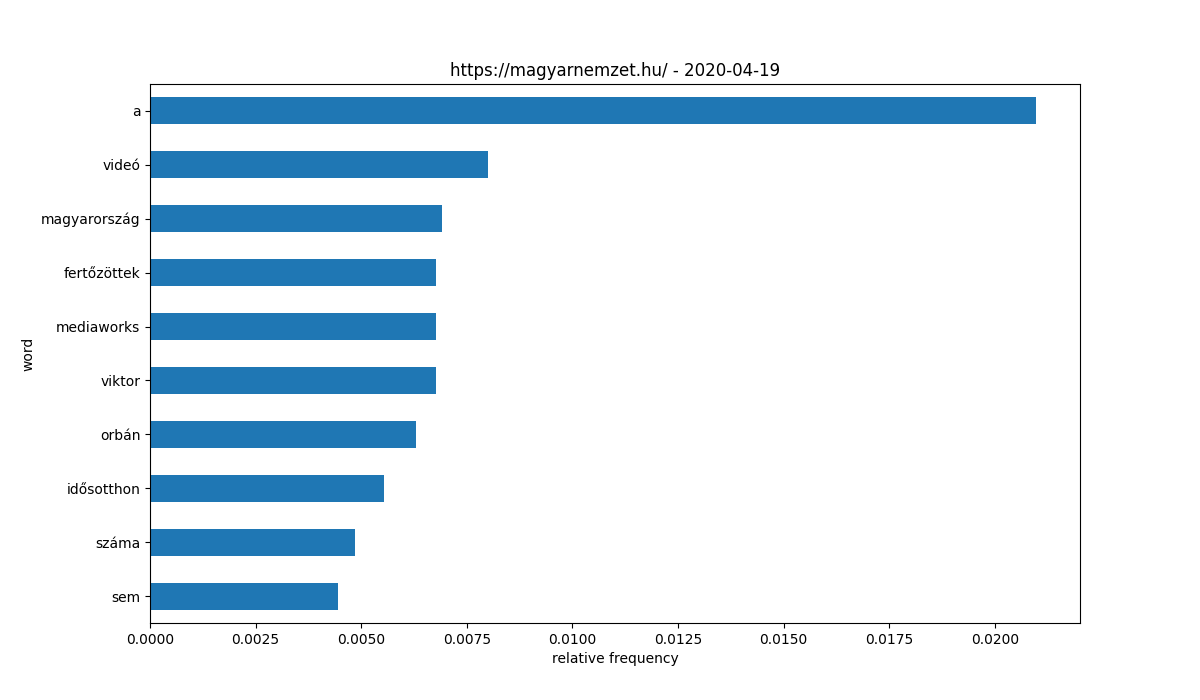 https://magyarnemzet.hu/ - 2020-04-19
a
videó
magyarország
fertőzöttek
mediaworks
viktor
orbán
idősotthon
száma
sem
word
0.0000 0.0025 0.0050 0.0075 0.0100 0.0125 0.0150 0.0175 0.0200
relative frequency